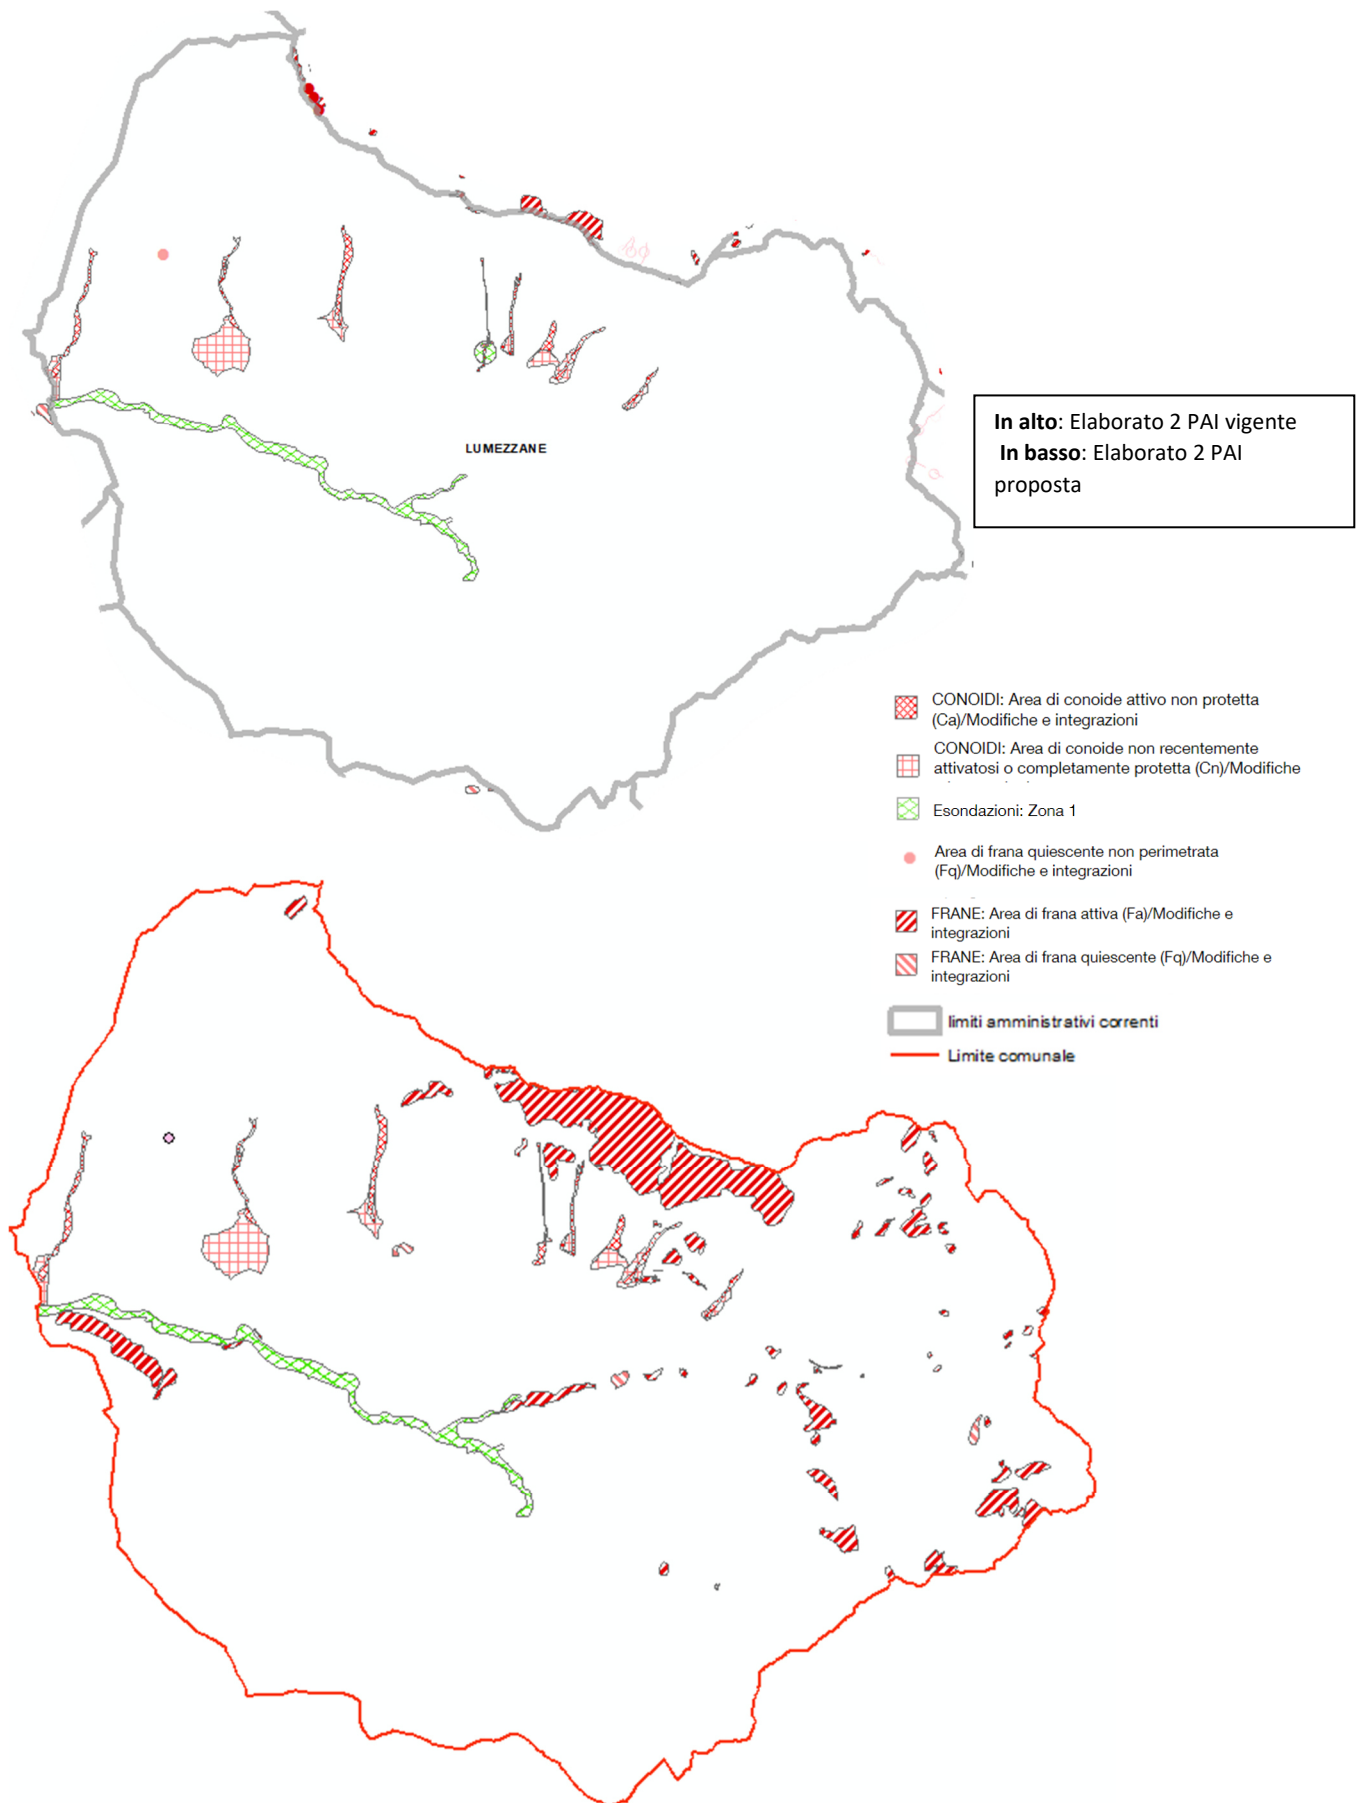 LUMEZZANE
In alto: Elaborato 2 PAI vigente
In basso: Elaborato 2 PAI
proposta
CONOIDI: Area di conoide attivo non protetta
(Ca)/Modifiche e integrazioni
CONOIDI: Area di conoide non recentemente
attivatosi o completamente protetta (Cn)/Modifiche
Esondazioni: Zona 1
Area di frana quiescente non perimetrata
(Fq)/Modifiche e integrazioni
FRANE: Area di frana attiva (Fa)/Modifiche e
integrazioni
FRANE: Area di frana quiescente (Fq)/Modifiche e
integrazioni
limiti amministrativi correnti
Limite comunale